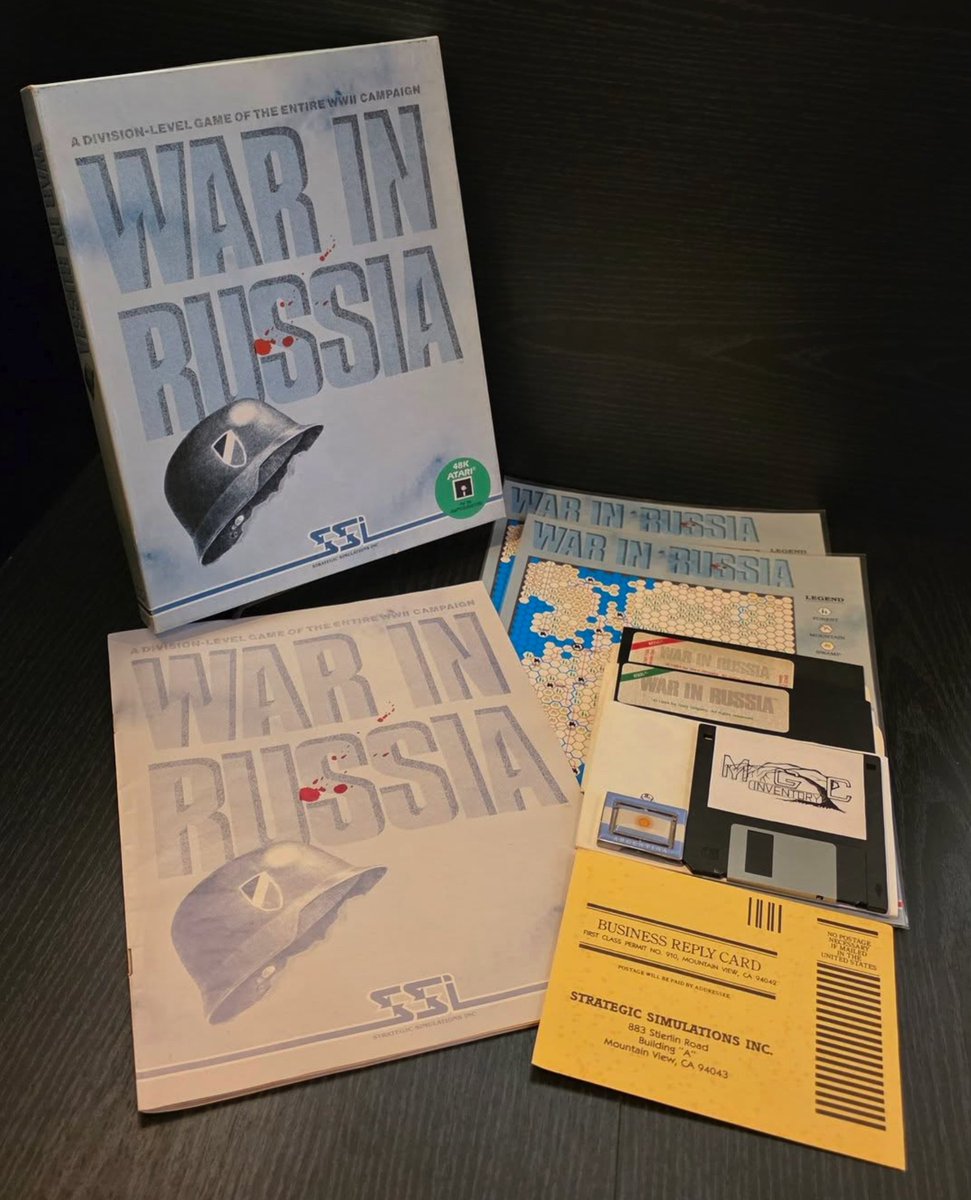 A DIVISION-LEVEL GAME OF THE ENTIRE WWII CAMPAIGN
WAR IN
RUSSIA
48K
ATARI
SSI
STRATEGIC SIMULATIONS INC
WAR IN RUSSIA
LEGEND
WAR IN RUSSIA
LEGEND
FOREST
MOUNTAIN
SWAMP
WAR IN RUSSIA
WAR IN RUSSIA
MKGC
INVENTORY
ARGENTINA
A DIVISION-LEVEL GAME OF THE ENTIRE WWII CAMPAIGN
WAR IN
RUSSIA
SSI
STRATEGIC SIMULATIONS INC
BUSINESS REPLY CARD
FIRST CLASS PERMIT NO. 910, MOUNTAIN VIEW, CA 94042
POSTAGE WILL BE PAID BY ADDRESSEE
STRATEGIC SIMULATIONS INC.
883 Stierlin Road
Building "A"
Mountain View, CA 94043
NO POSTAGE
NECESSARY
IF MAILED
IN THE
UNITED STATES